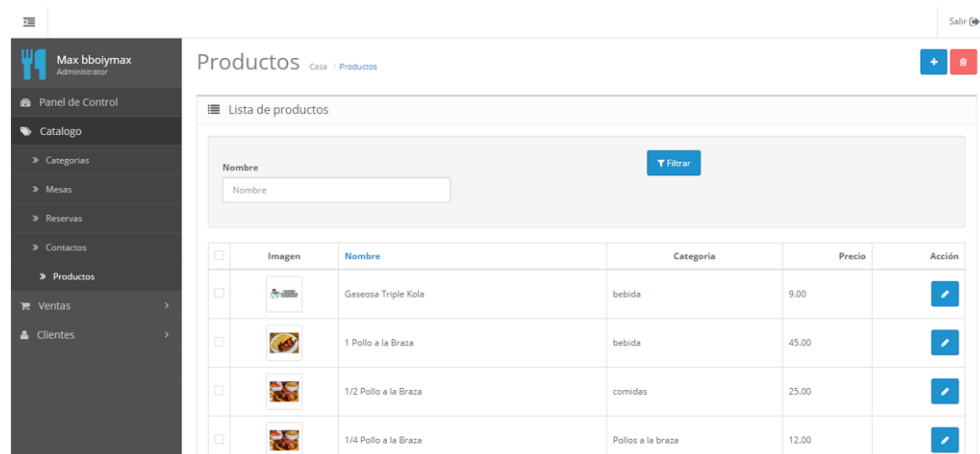 Salir
Max bboiymax
Administrator
Productos Casa / Productos
Panel de Control
Catalogo
Categorias
Mesas
Reservas
Contactos
Productos
Ventas
Clientes
Lista de productos
Nombre
Nombre
Filtrar
Imagen Nombre Categoria Precio Acción
Gaseosa Triple Kola bebida 9.00
1 Pollo a la Braza bebida 45.00
1/2 Pollo a la Braza comidas 25.00
1/4 Pollo a la Braza Pollos a la braza 12.00